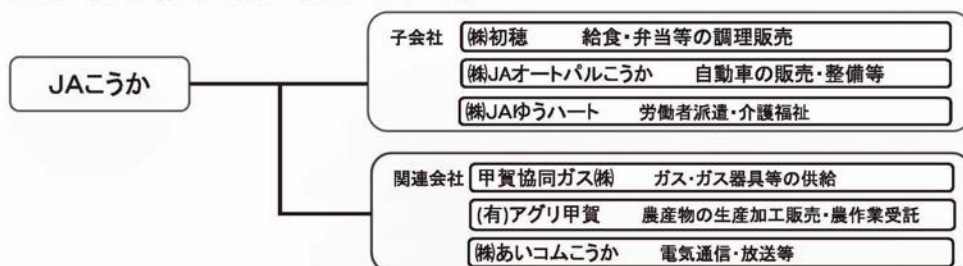 JAこうか
子会社
㈱初穂 給食・弁当等の調理販売
㈱JAオートパルこうか 自動車の販売・整備等
㈱JAゆうハート 労働者派遣・介護福祉
関連会社
甲賀協同ガス㈱ ガス・ガス器具等の供給
(有)アグリ甲賀 農産物の生産加工販売・農作業受託
㈱あいコムこうか 電気通信・放送等